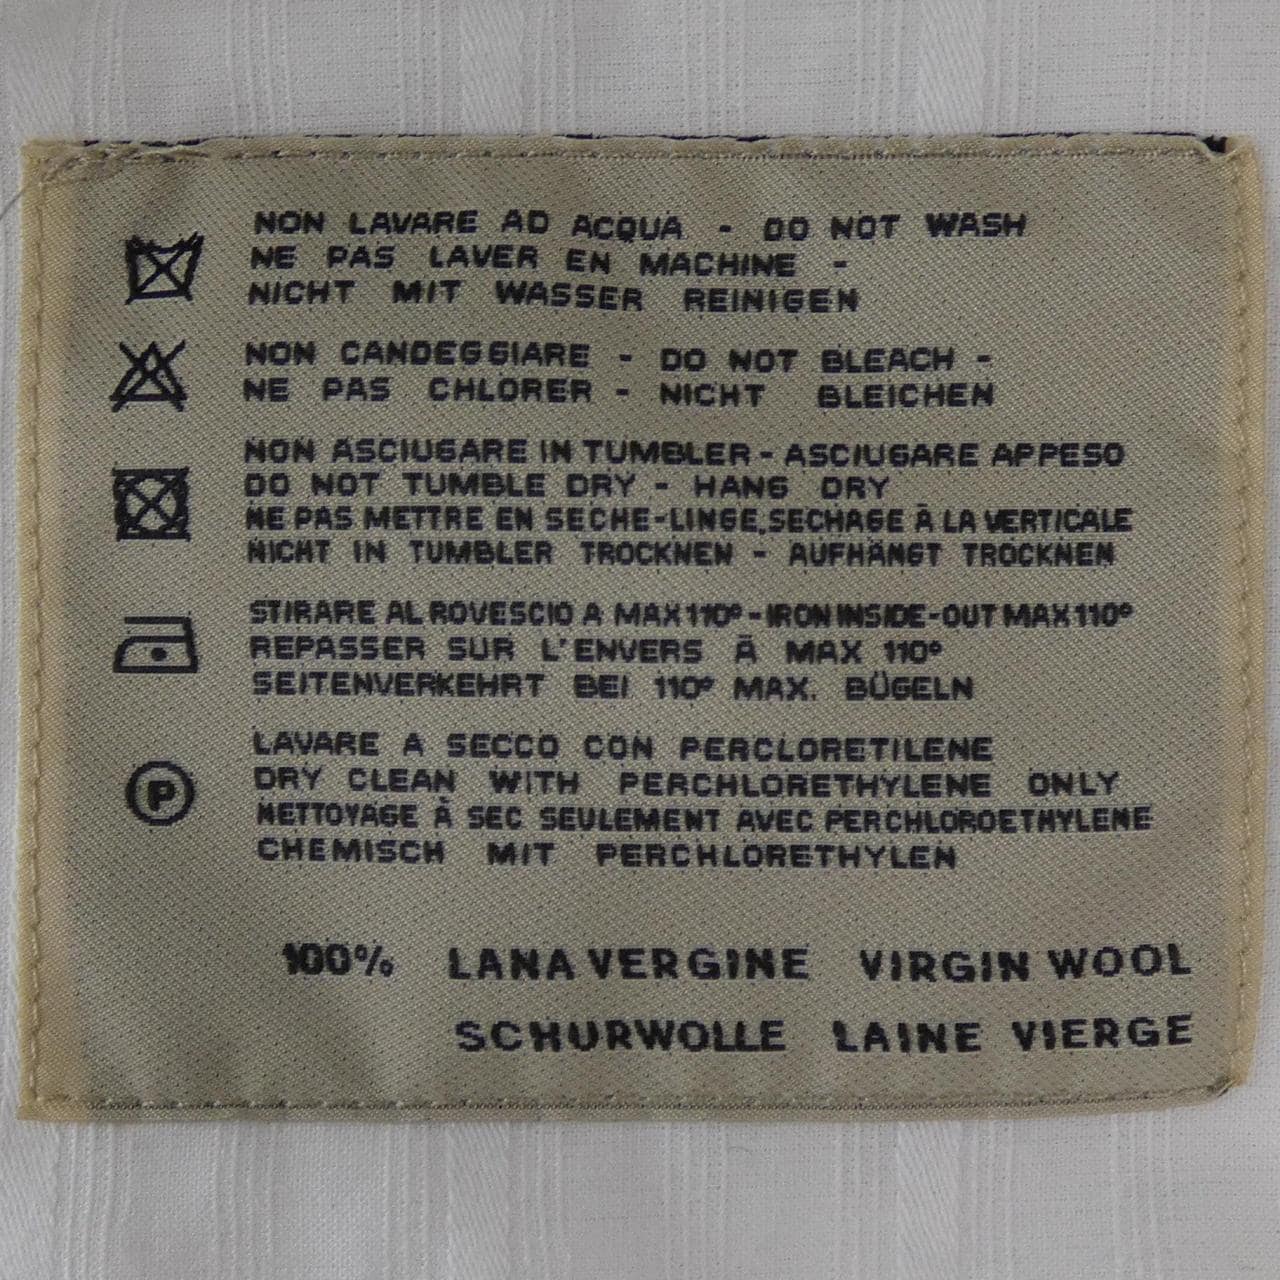 NON LAVARE AD ACQUA - DO NOT WASH
NE PAS LAVER EN MACHINE -
NICHT MIT WASSER REINIGEN
NON CANDEGGIARE - DO NOT BLEACH -
NE PAS CHLORER - NICHT BLEICHEN
NON ASCIUGARE IN TUMBLER - ASCIUGARE APPESO
DO NOT TUMBLE DRY - HANG DRY
NE PAS METTRE EN SECHE-LINGE, SECHAGE À LA VERTICALE
NICHT IN TUMBLER TROCKNEN - AUFHÄNGT TROCKNEN
STIRARE AL ROVESCIO A MAX 110° - IRON INSIDE-OUT MAX 110°
REPASSER SUR L'ENVERS À MAX 110°
SEITENVERKEHRT BEI 110° MAX. BÜGELN
P
LAVARE A SECCO CON PERCLORETILENE
DRY CLEAN WITH PERCHLORETHYLENE ONLY
NETTOYAGE À SEC SEULEMENT AVEC PERCHLOROETHYLENE
CHEMISCH MIT PERCHLORETHYLEN
100% LANA VERGINE VIRGIN WOOL
SCHURWOLLE LAINE VIERGE